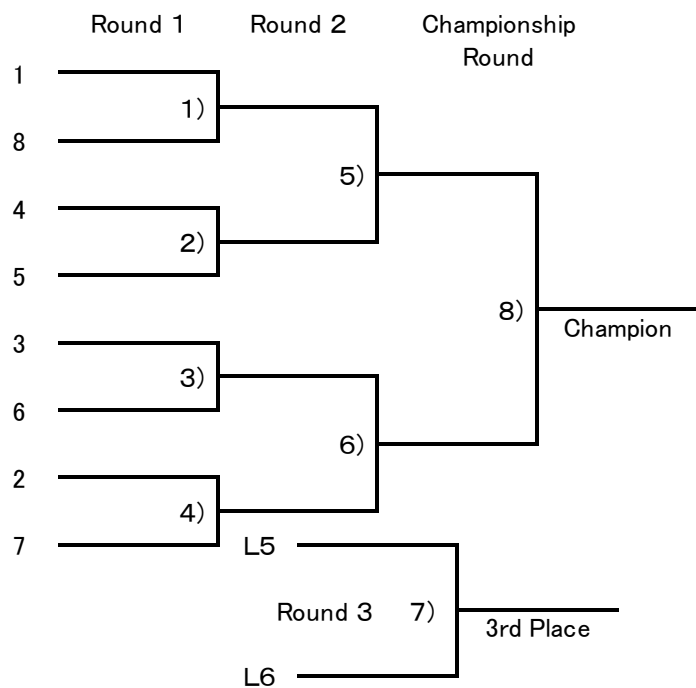 Round 1
Round 2
Championship
Round
1
1)
8
5)
4
2)
5
8)
Champion
3
3)
6
6)
2
4)
7
L5
Round 3
7)
3rd Place
L6